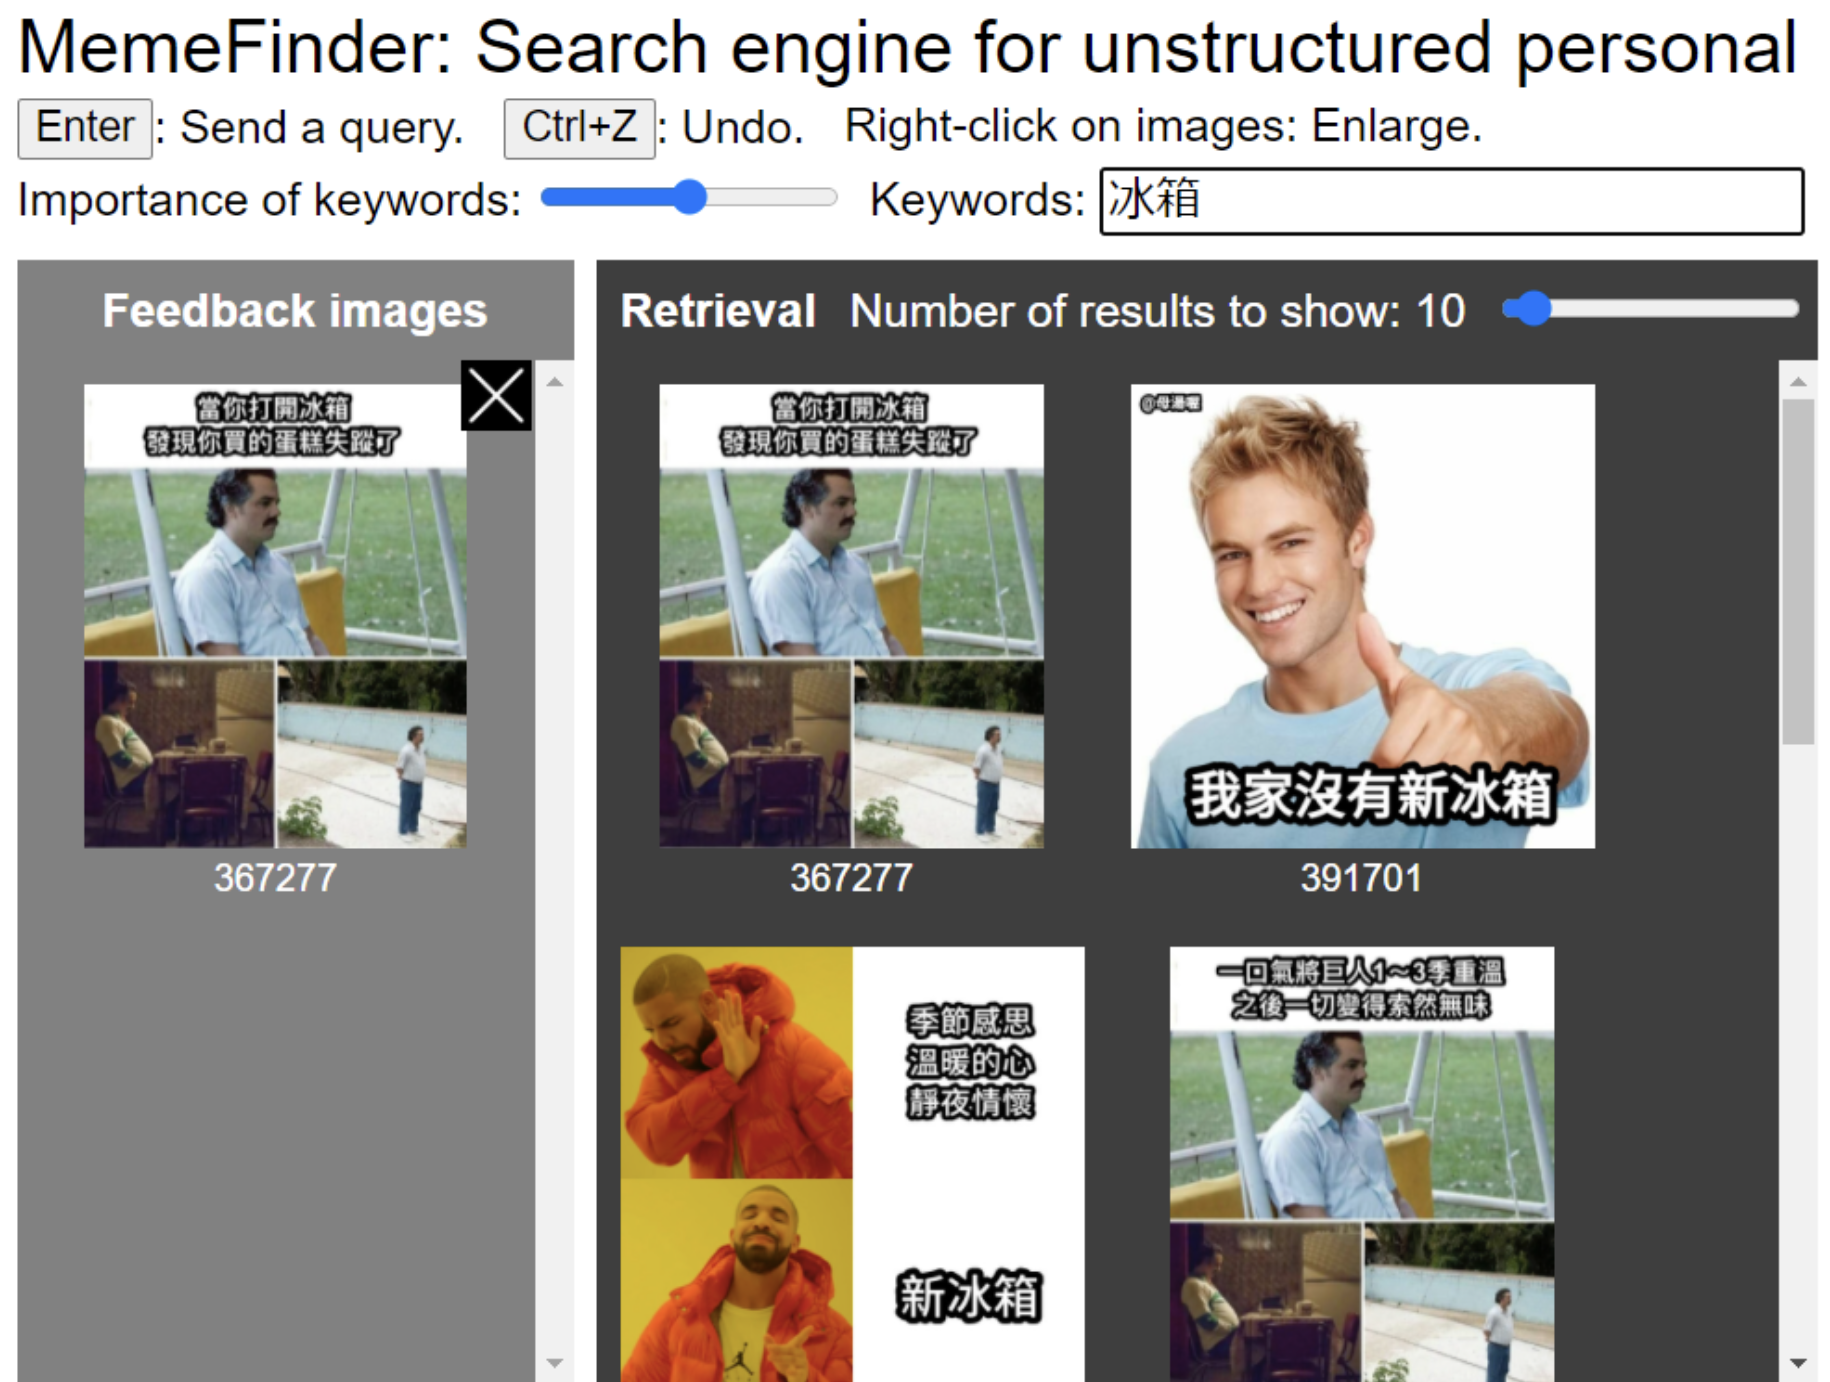 MemeFinder: Search engine for unstructured personal
Enter : Send a query. Ctrl+Z : Undo. Right-click on images: Enlarge.
Importance of keywords: Keywords: 冰箱
Feedback images
當你打開冰箱
發現你買的蛋糕失蹤了
367277
Retrieval Number of results to show: 10
當你打開冰箱
發現你買的蛋糕失蹤了
367277
@母湯喔
我家沒有新冰箱
391701
季節感思
溫暖的心
靜夜情懷
新冰箱
一口氣將巨人1～3季重溫
之後一切變得索然無味